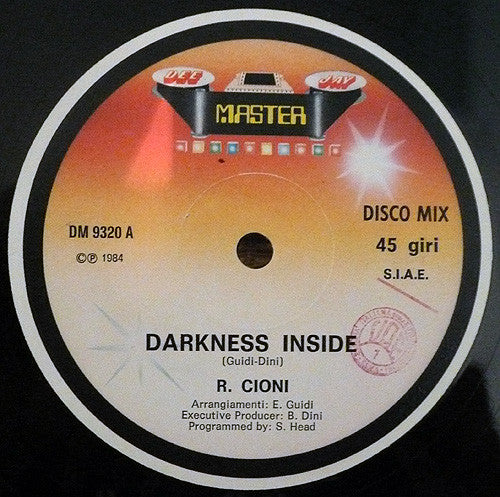 DEE JAY
MASTER
DISCO MIX
DM 9320 A
45 giri
© ℗ 1984
S.I.A.E.
DARKNESS INSIDE
(Guidi-Dini)
R. CIONI
Arrangiamenti: E. Guidi
Executive Producer: B. Dini
Programmed by: S. Head